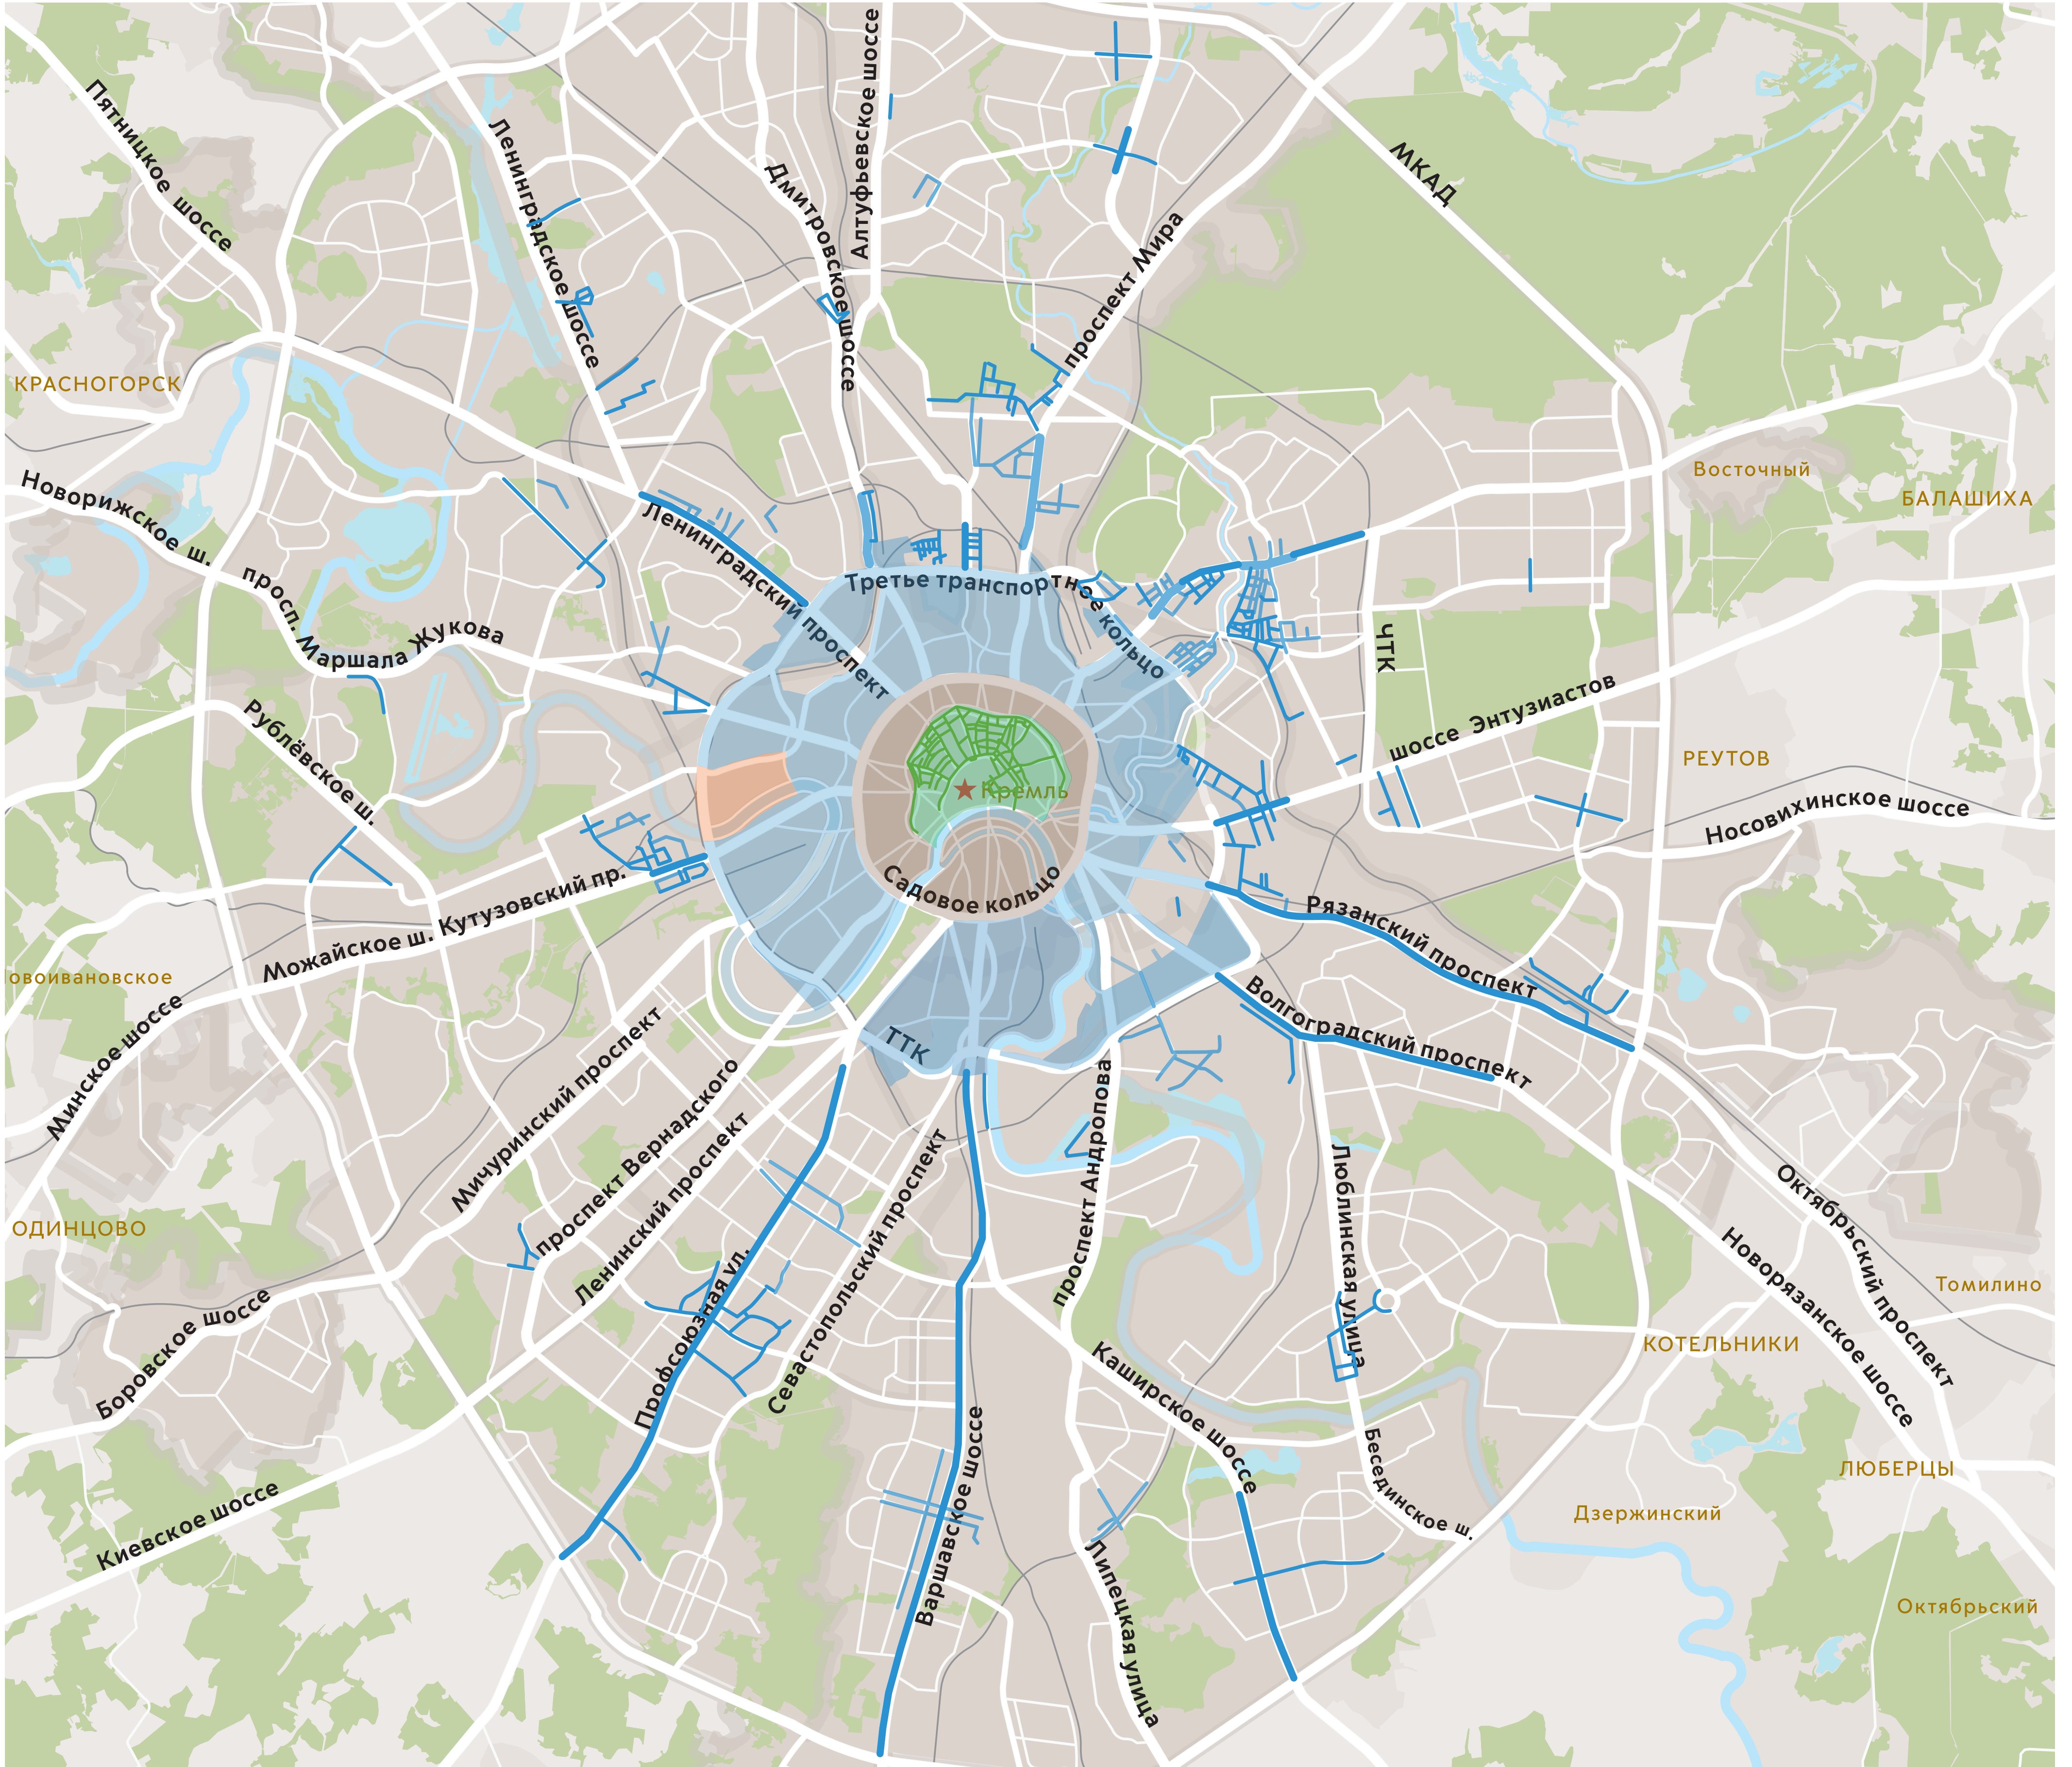 Пятницкое шоссе
Ленинградское шоссе
Дмитровское шоссе
Алтуфьевское шоссе
проспект Мира
МКАД
КРАСНОГОРСК
Новорижское ш.
просп. Маршала Жукова
Ленинградский проспект
Третье транспортное кольцо
ЧТК
шоссе Энтузиастов
Восточный
БАЛАШИХА
РЕУТОВ
Носовихинское шоссе
Рублёвское ш.
Кремль
Садовое кольцо
Можайское ш.
Кутузовский пр.
овоивановское
Минское шоссе
ТТК
Рязанский проспект
Волгоградский проспект
Мичуринский проспект
проспект Вернадского
Ленинский проспект
Профсоюзная ул.
Севастопольский проспект
проспект Андропова
Люблинская улица
Октябрьский проспект
Новорязанское шоссе
ОДИНЦОВО
Боровское шоссе
Томилино
КОТЕЛЬНИКИ
Каширское шоссе
Варшавское шоссе
Бесединское ш.
ЛЮБЕРЦЫ
Дзержинский
Киевское шоссе
Липецкая улица
Октябрьский